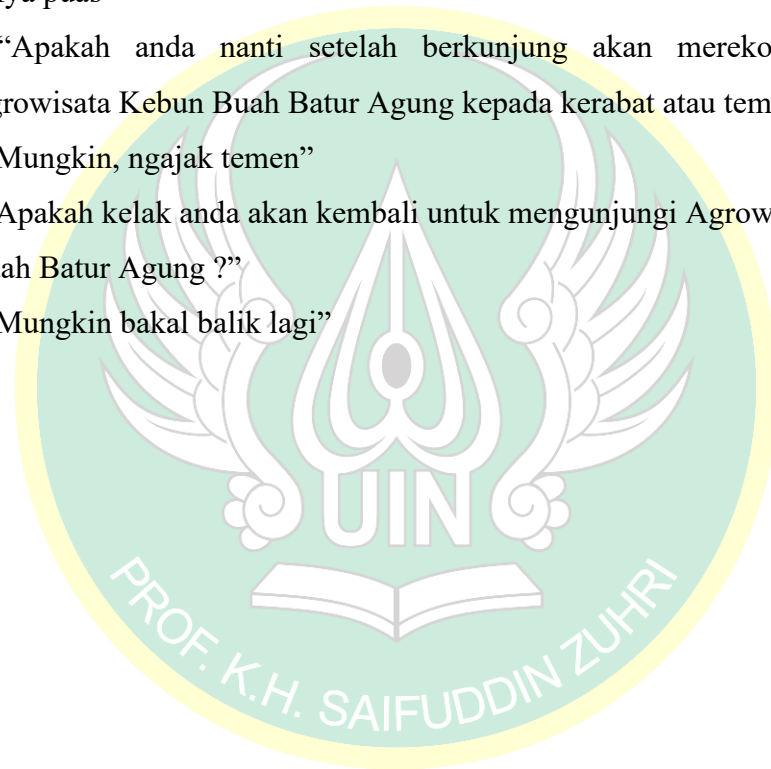 puas
“Apakah anda nanti setelah berkunjung akan mereko
growisata Kebun Buah Batur Agung kepada kerabat atau tem
Mungkin, ngajak temen”
Apakah kelak anda akan kembali untuk mengunjungi Agrow
ah Batur Agung ?”
Mungkin bakal balik lagi”
UIN
PROF. K.H. SAIFUDDIN ZUHRI